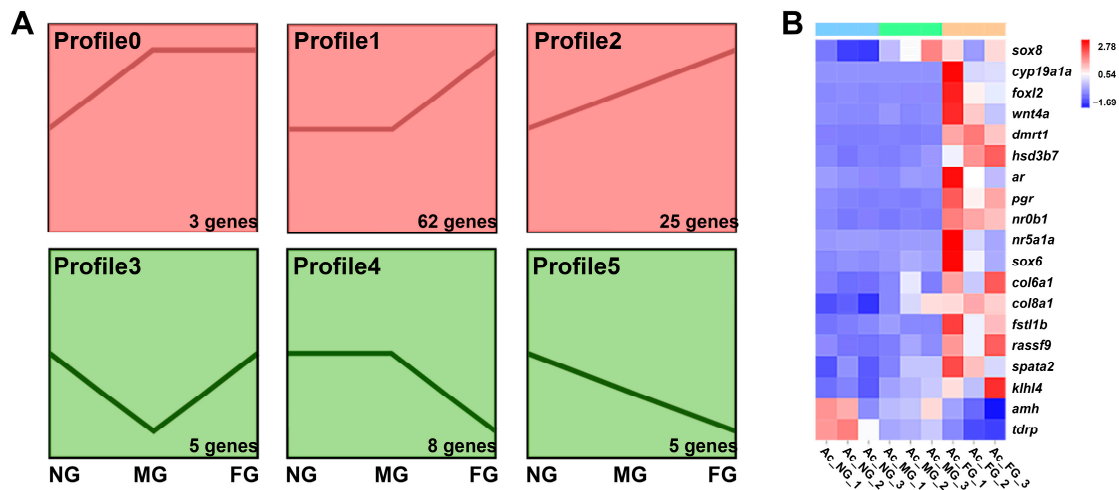 A
Profile0
3 genes
Profile1
62 genes
Profile2
25 genes
Profile3
5 genes
Profile4
8 genes
Profile5
5 genes
NG MG FG
NG MG FG
NG MG FG
B
sox8
cyp19a1a
foxl2
wnt4a
dmrt1
hsd3b7
ar
pgr
nr0b1
nr5a1a
sox6
col6a1
col8a1
fstl1b
rassf9
spata2
klhl4
amh
tdrp
2.78
0.54
−1.69
Ac_NG_1
Ac_NG_2
Ac_NG_3
Ac_MG_1
Ac_MG_2
Ac_MG_3
Ac_FG_1
Ac_FG_2
Ac_FG_3